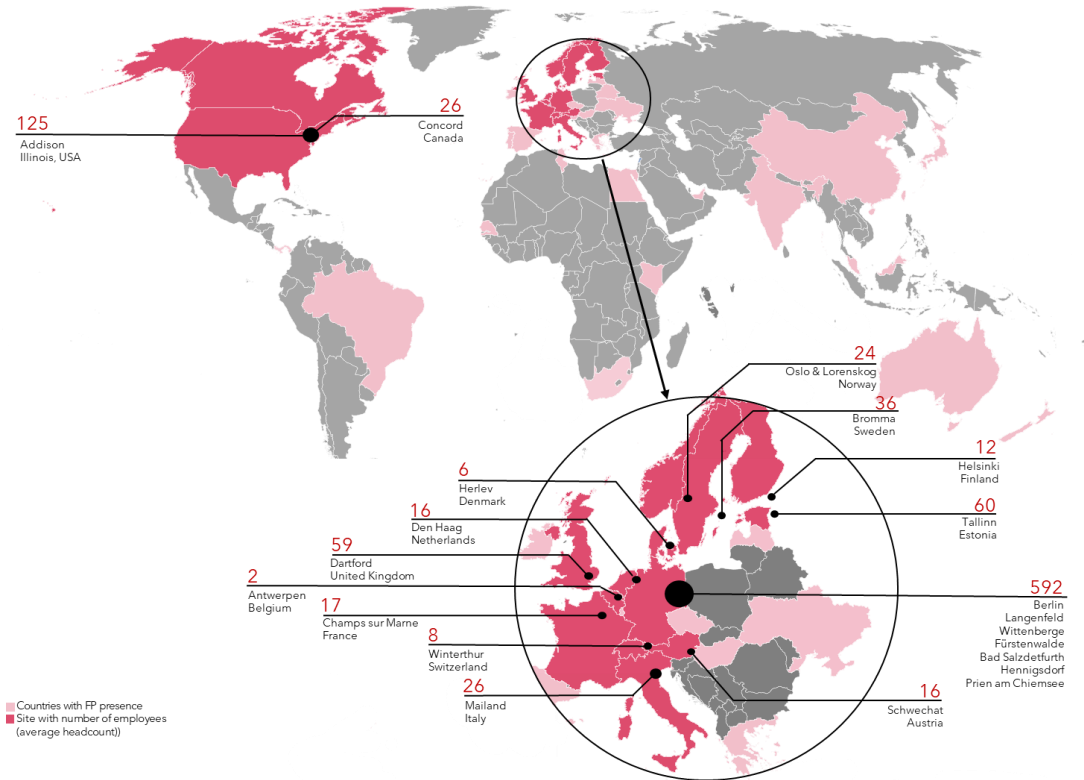 125
Addison
Illinois, USA
26
Concord
Canada
24
Oslo & Lorenskog
Norway
36
Bromma
Sweden
12
Helsinki
Finland
60
Tallinn
Estonia
6
Herlev
Denmark
16
Den Haag
Netherlands
59
Dartford
United Kingdom
2
Antwerpen
Belgium
17
Champs sur Marne
France
8
Winterthur
Switzerland
26
Mailand
Italy
592
Berlin
Langenfeld
Wittenberge
Fürstenwalde
Bad Salzdetfurth
Hennigsdorf
Prien am Chiemsee
16
Schwechat
Austria
Countries with FP presence
Site with number of employees
(average headcount))